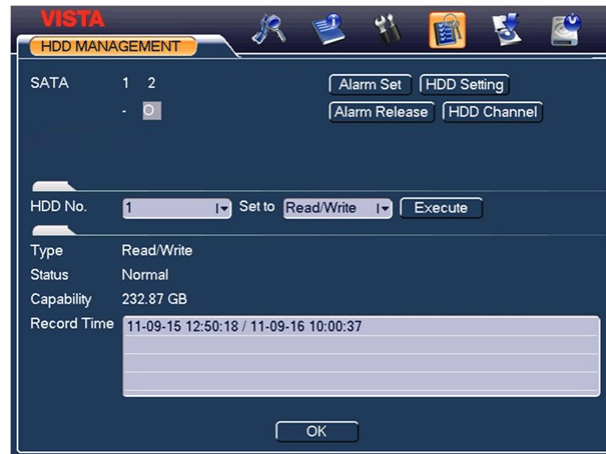 VISTA
HDD MANAGEMENT
SATA 1 2
- O
Alarm Set HDD Setting
Alarm Release HDD Channel
HDD No. 1 Set to Read/Write Execute
Type Read/Write
Status Normal
Capability 232.87 GB
Record Time 11-09-15 12:50:18 / 11-09-16 10:00:37
OK